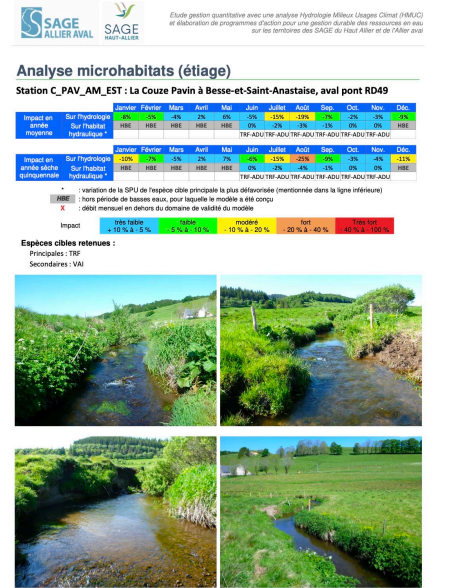 SAGE
ALLIER AVAL
SAGE
HAUT-ALLIER
Etude gestion quantitative avec une analyse Hydrologie Milieux Usages Climat (HMUC)
et élaboration de programmes d'action pour une gestion durable des ressources en eau
sur les territoires des SAGE du Haut Allier et de l'Allier aval
Analyse microhabitats (étiage)
Station C_PAV_AM_EST : La Couze Pavin à Besse-et-Saint-Anastaise, aval pont RD49
Janvier Février Mars Avril Mai Juin Juillet Août Sep. Oct. Nov. Déc.
Impact en année moyenne
Sur l'hydrologie -8% -5% -4% 2% 6% -5% -15% -19% -7% -2% -3% -9%
Sur l'habitat hydraulique * HBE HBE HBE HBE HBE 0% -2% -3% -1% 0% 0% HBE
TRF-ADU TRF-ADU TRF-ADU TRF-ADU TRF-ADU TRF-ADU
Janvier Février Mars Avril Mai Juin Juillet Août Sep. Oct. Nov. Déc.
Impact en année sèche quinquennale
Sur l'hydrologie -10% -7% -5% 2% 7% -6% -15% -25% -9% -3% -4% -11%
Sur l'habitat hydraulique * HBE HBE HBE HBE HBE 0% -2% -4% -1% 0% 0% HBE
TRF-ADU TRF-ADU TRF-ADU TRF-ADU TRF-ADU TRF-ADU
* : variation de la SPU de l'espèce cible principale la plus défavorisée (mentionnée dans la ligne inférieure)
HBE : hors période de basses eaux, pour laquelle le modèle a été conçu
X : débit mensuel en dehors du domaine de validité du modèle
Impact
très faible faible modéré fort Très fort
+ 10 % à - 5 % - 5 % à - 10 % - 10 % à - 20 % - 20 % à - 40 % - 40 % à - 100 %
Espèces cibles retenues :
Principales : TRF
Secondaires : VAI